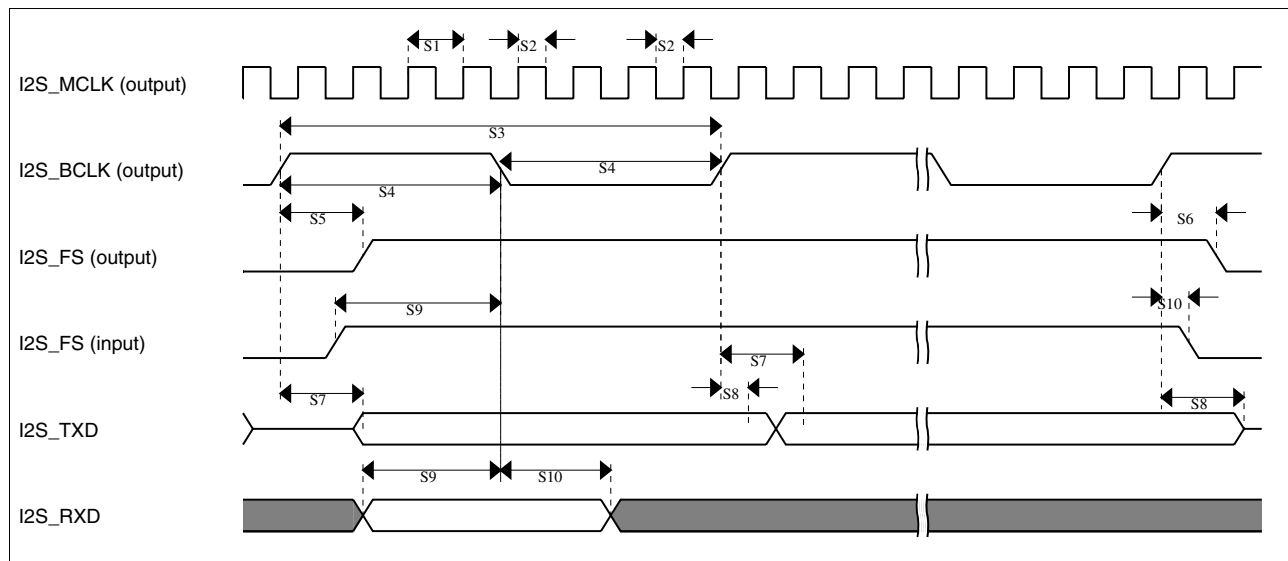 S1 S2 S2
I2S_MCLK (output)
S3
I2S_BCLK (output)
S4
S4
S5 S6
I2S_FS (output)
S9 S10
I2S_FS (input)
S7
S7 S8 S8
I2S_TXD
S9 S10
I2S_RXD